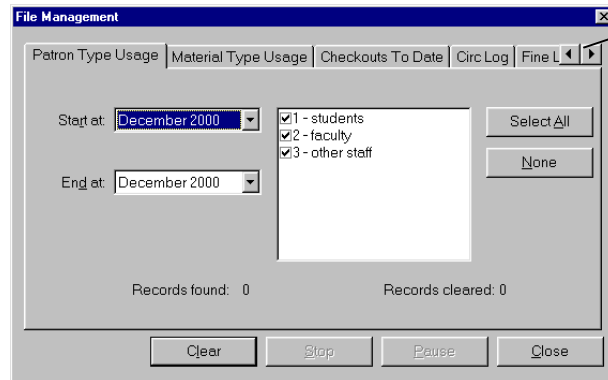 File Management
Patron Type Usage Material Type Usage Checkouts To Date Circ Log Fine L
Start at: December 2000
End at: December 2000
1 - students
2 - faculty
3 - other staff
Select All
None
Records found: 0 Records cleared: 0
Clear Stop Pause Close